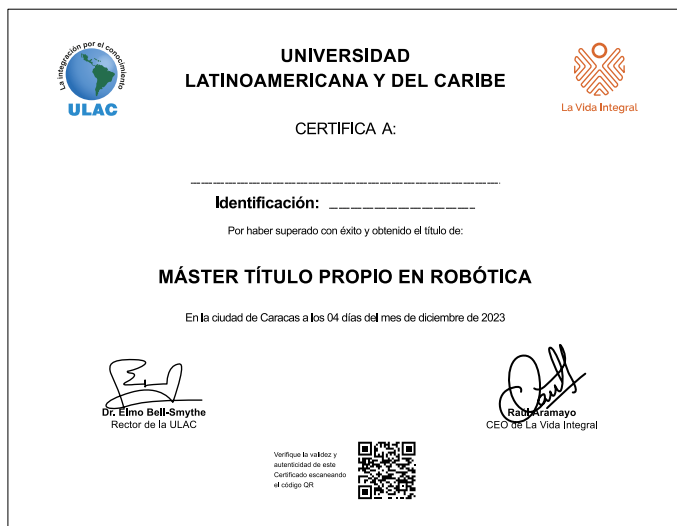 La integración por el conocimiento
ULAC
UNIVERSIDAD
LATINOAMERICANA Y DEL CARIBE
La Vida Integral
CERTIFICA A:
Identificación:
Por haber superado con éxito y obtenido el título de:
MÁSTER TÍTULO PROPIO EN ROBÓTICA
En la ciudad de Caracas a los 04 días del mes de diciembre de 2023
Dr. Elmo Bell-Smythe
Rector de la ULAC
Raúl Aramayo
CEO de La Vida Integral
Verifique la validez y
autenticidad de este
Certificado escaneando
el código QR